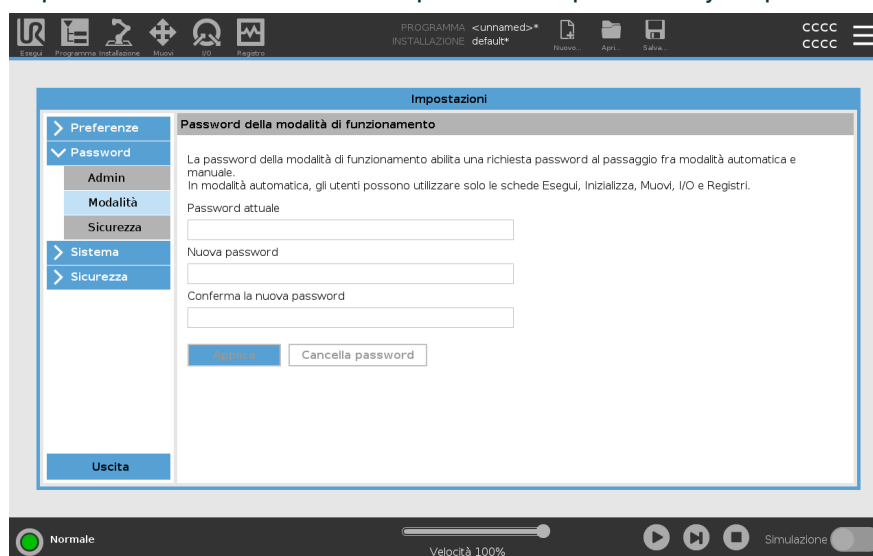 PROGRAMMA <unnamed>*
INSTALLAZIONE default*
Esegui Programma Installazione Muovi I/O Registro
Nuovo... Apri... Salva...
cccc
cccc
Impostazioni
Preferenze
Password
Admin
Modalità
Sicurezza
Sistema
Sicurezza
Uscita
Password della modalità di funzionamento
La password della modalità di funzionamento abilita una richiesta password al passaggio fra modalità automatica e
manuale.
In modalità automatica, gli utenti possono utilizzare solo le schede Esegui, Inizializza, Muovi, I/O e Registri.
Password attuale
Nuova password
Conferma la nuova password
Applica Cancella password
Normale
Velocità 100%
Simulazione